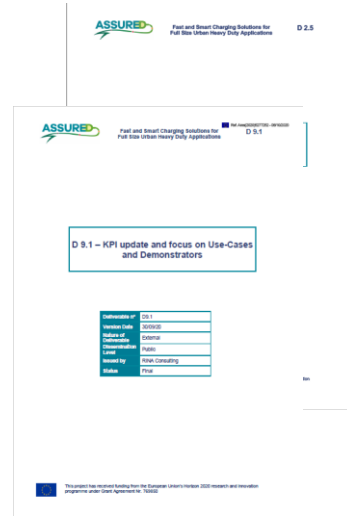 ASSURED
Fast and Smart Charging Solutions for
Full Size Urban Heavy Duty Applications
D 2.5
ASSURED
Fast and Smart Charging Solutions for
Full Size Urban Heavy Duty Applications
D 9.1
D 9.1 – KPI update and focus on Use-Cases
and Demonstrators
Deliverable nº D9.1
Version Date 30/09/20
Nature of
Deliverable External
Dissemination
Level Public
Issued by RINA Consulting
Status Final
This project has received funding from the European Union's Horizon 2020 research and innovation
programme under Grant Agreement Nr.